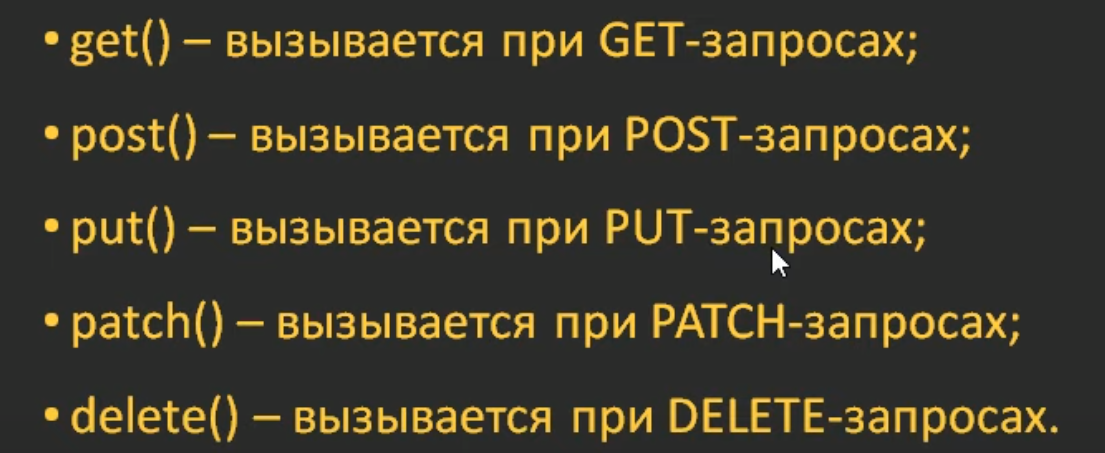 • get() – вызывается при GET-запросах;
• post() – вызывается при POST-запросах;
• put() – вызывается при PUT-запросах;
• patch() – вызывается при PATCH-запросах;
• delete() – вызывается при DELETE-запросах.